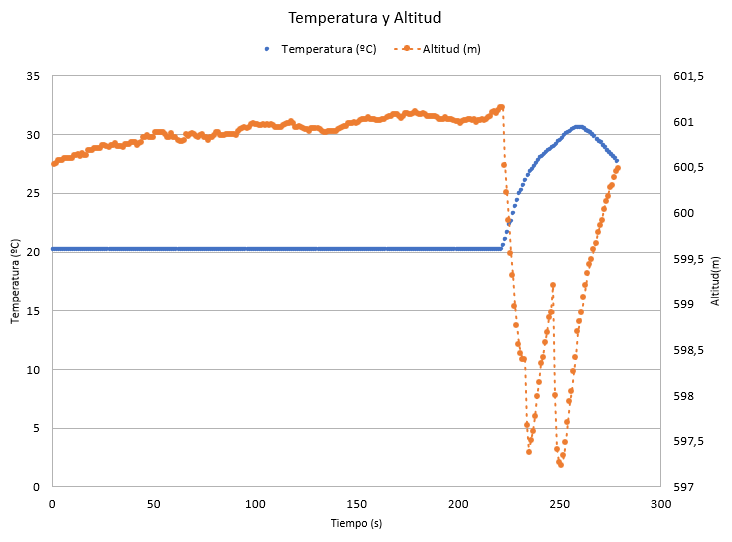 Temperatura y Altitud
Temperatura (ºC) Altitud (m)
35 601,5
30 601
25 600,5
20 600
15 599,5
10 599
5 598,5
0 598
597,5
597
0 50 100 150 200 250 300
Temperatura (ºC)
Tiempo (s)
Altitud(m)